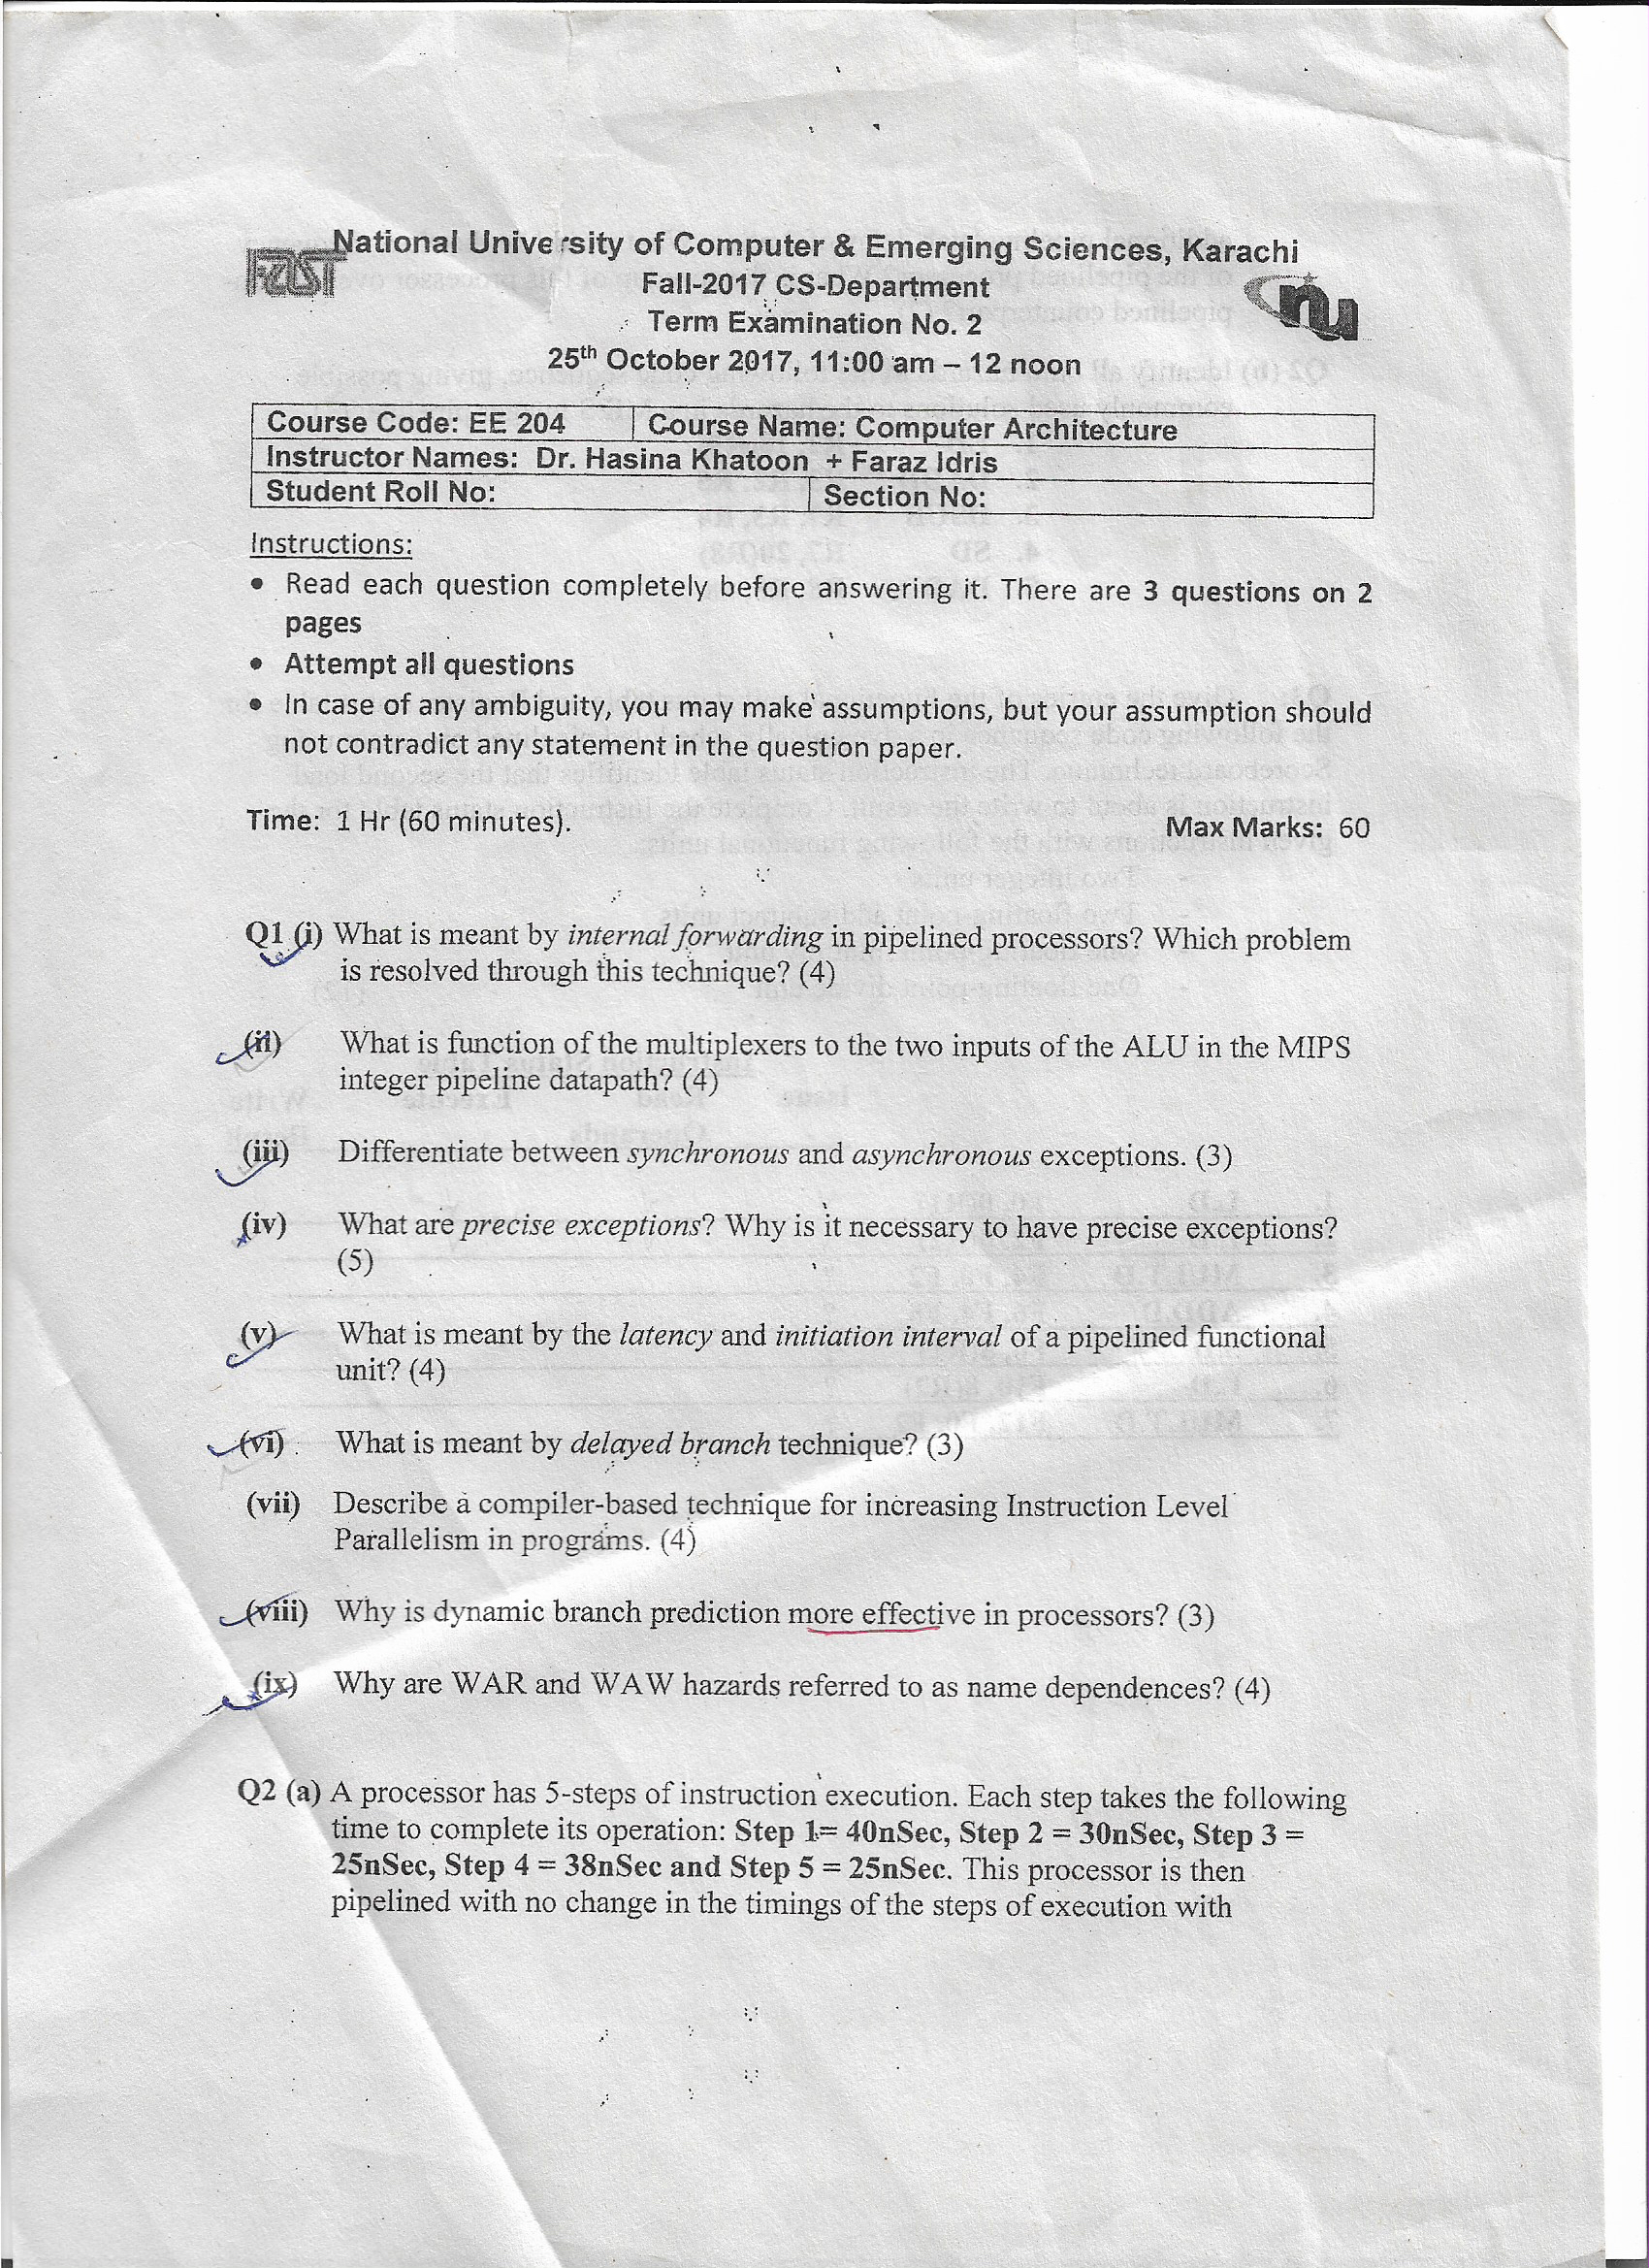 National University of Computer & Emerging Sciences, Karachi
Fall-2017 CS-Department
Term Examination No. 2
25th October 2017, 11:00 am – 12 noon
FAST
nu
Course Code: EE 204 Course Name: Computer Architecture
Instructor Names: Dr. Hasina Khatoon + Faraz Idris
Student Roll No: Section No:
Instructions:
• Read each question completely before answering it. There are 3 questions on 2
pages
• Attempt all questions
• In case of any ambiguity, you may make assumptions, but your assumption should
not contradict any statement in the question paper.
Time: 1 Hr (60 minutes). Max Marks: 60
Q1 (i) What is meant by internal forwarding in pipelined processors? Which problem
is resolved through this technique? (4)
(ii) What is function of the multiplexers to the two inputs of the ALU in the MIPS
integer pipeline datapath? (4)
(iii) Differentiate between synchronous and asynchronous exceptions. (3)
(iv) What are precise exceptions? Why is it necessary to have precise exceptions?
(5)
(v) What is meant by the latency and initiation interval of a pipelined functional
unit? (4)
(vi) What is meant by delayed branch technique? (3)
(vii) Describe a compiler-based technique for increasing Instruction Level
Parallelism in programs. (4)
(viii) Why is dynamic branch prediction more effective in processors? (3)
(ix) Why are WAR and WAW hazards referred to as name dependences? (4)
Q2 (a) A processor has 5-steps of instruction execution. Each step takes the following
time to complete its operation: Step 1= 40nSec, Step 2 = 30nSec, Step 3 =
25nSec, Step 4 = 38nSec and Step 5 = 25nSec. This processor is then
pipelined with no change in the timings of the steps of execution with